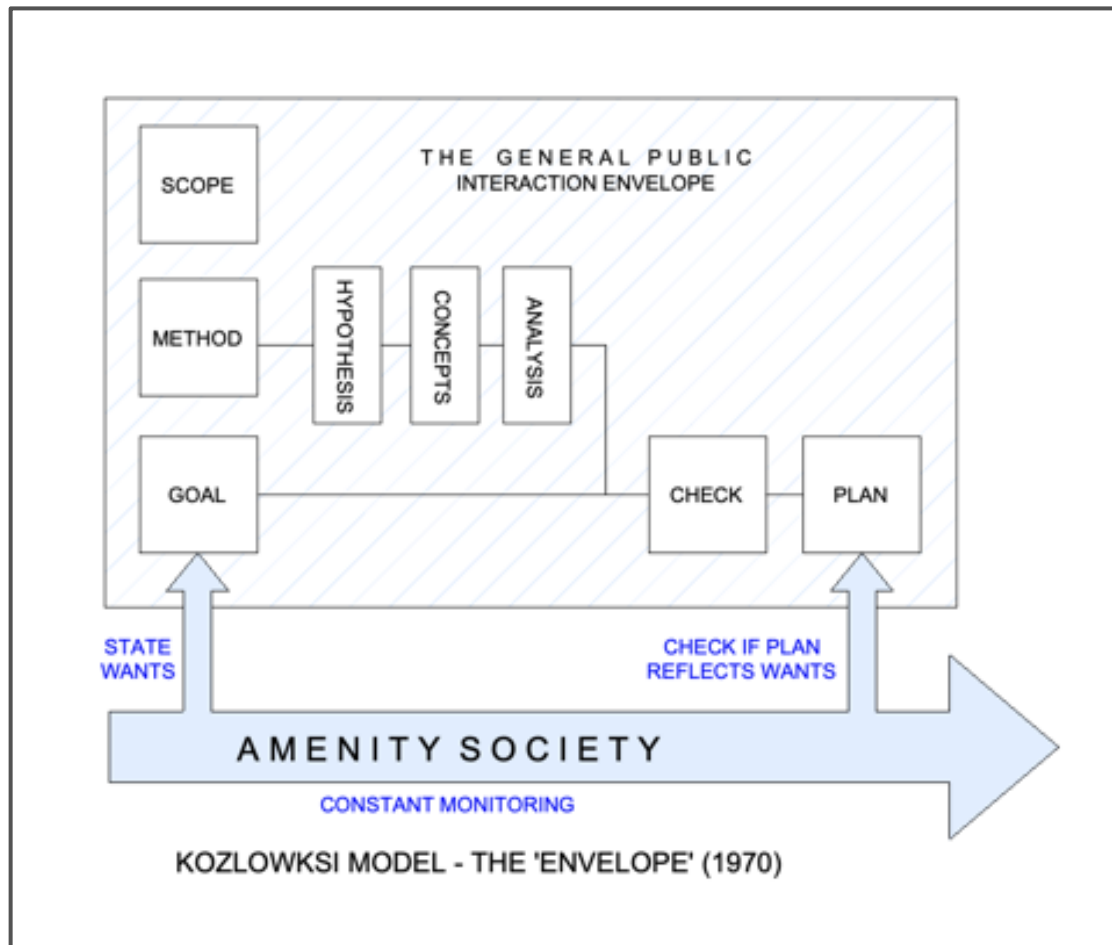 THE GENERAL PUBLIC
INTERACTION ENVELOPE
SCOPE
METHOD
HYPOTHESIS
CONCEPTS
ANALYSIS
GOAL
CHECK
PLAN
STATE
WANTS
CHECK IF PLAN
REFLECTS WANTS
AMENITY SOCIETY
CONSTANT MONITORING
KOZLOWKSI MODEL - THE 'ENVELOPE' (1970)